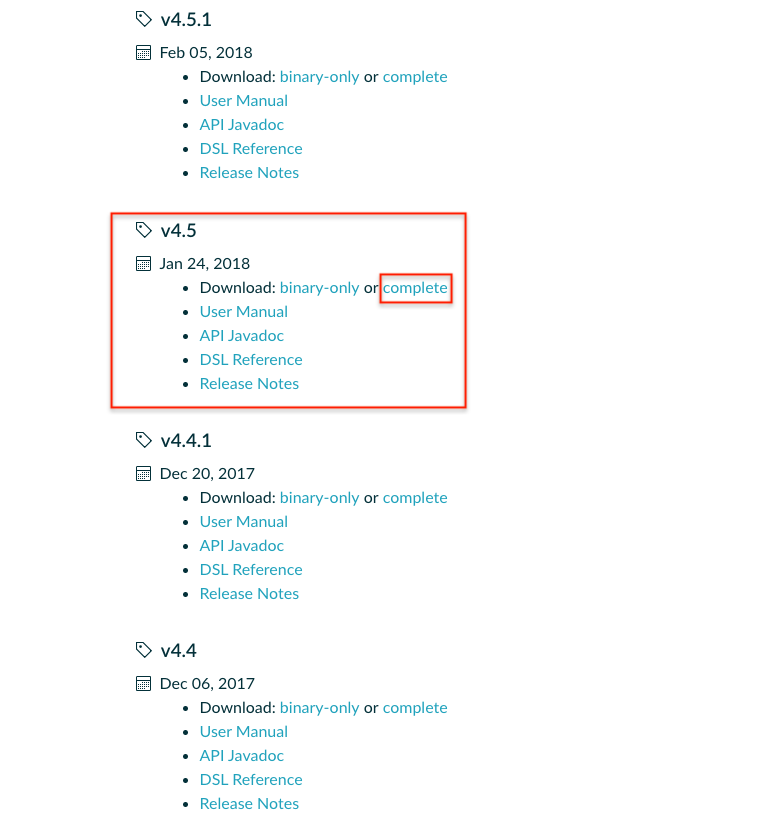 v4.5.1
Feb 05, 2018
Download: binary-only or complete
User Manual
API Javadoc
DSL Reference
Release Notes
v4.5
Jan 24, 2018
Download: binary-only or complete
User Manual
API Javadoc
DSL Reference
Release Notes
v4.4.1
Dec 20, 2017
Download: binary-only or complete
User Manual
API Javadoc
DSL Reference
Release Notes
v4.4
Dec 06, 2017
Download: binary-only or complete
User Manual
API Javadoc
DSL Reference
Release Notes